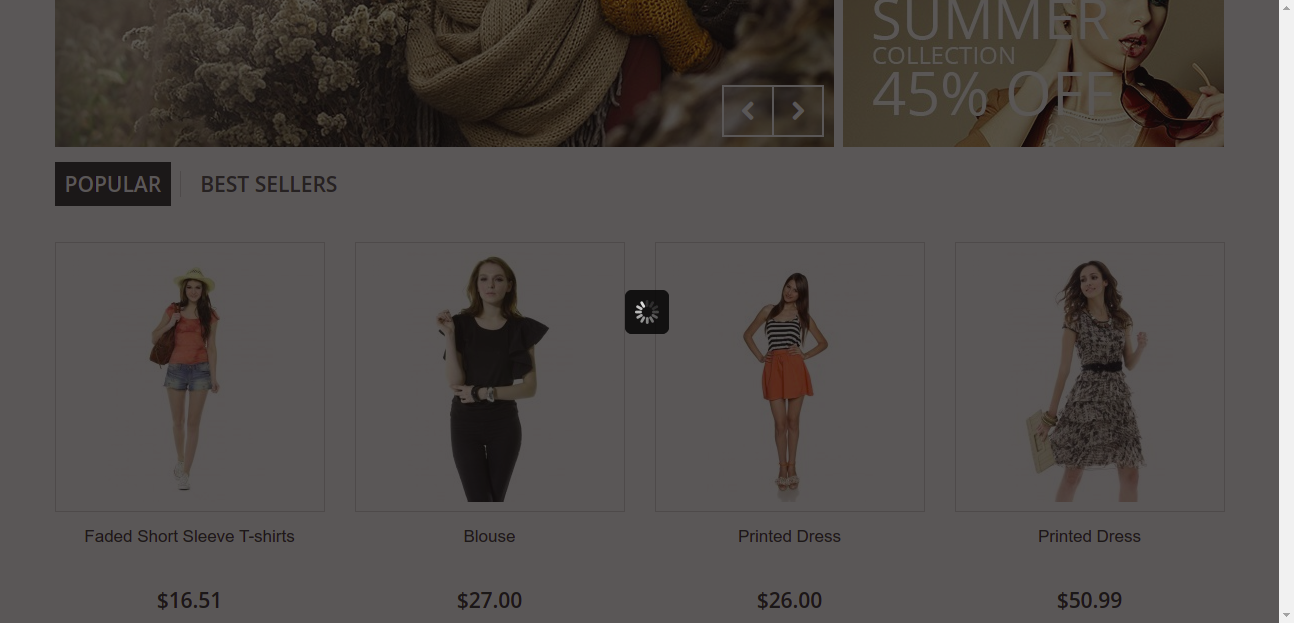 SUMMER
COLLECTION
45% OFF
POPULAR
BEST SELLERS
Faded Short Sleeve T-shirts
Blouse
Printed Dress
Printed Dress
$16.51
$27.00
$26.00
$50.99